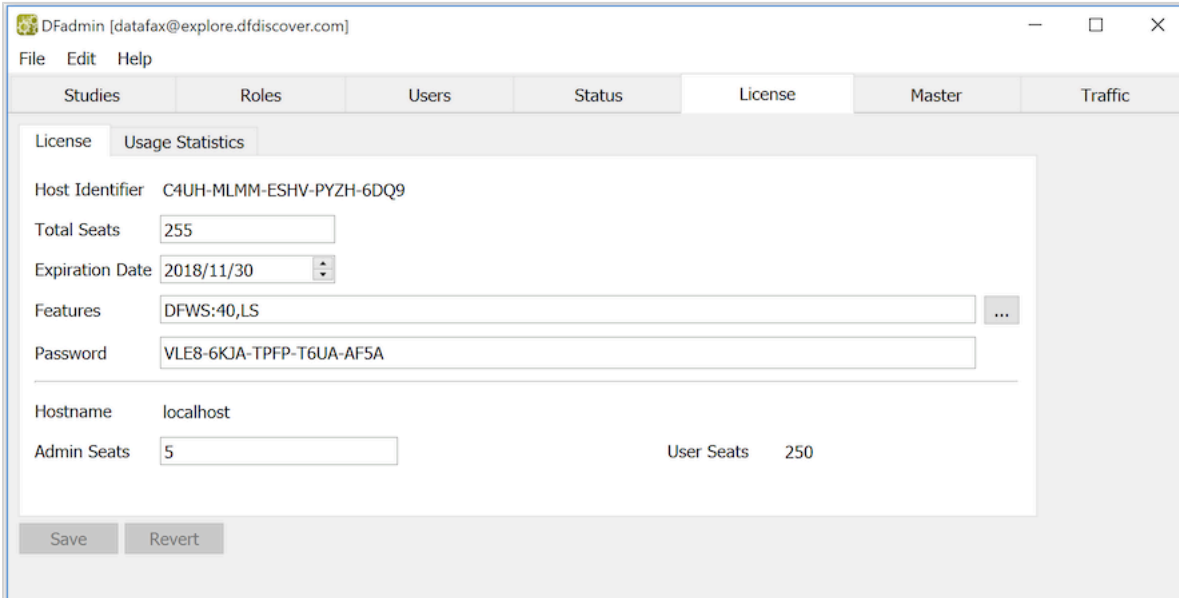 DFadmin [datafax@explore.dfdiscover.com]
File Edit Help
Studies Roles Users Status License Master Traffic
License Usage Statistics
Host Identifier C4UH-MLMM-ESHV-PYZH-6DQ9
Total Seats 255
Expiration Date 2018/11/30
Features DFWS:40,LS ...
Password VLE8-6KJA-TPFP-T6UA-AF5A
Hostname localhost
Admin Seats 5 User Seats 250
Save Revert